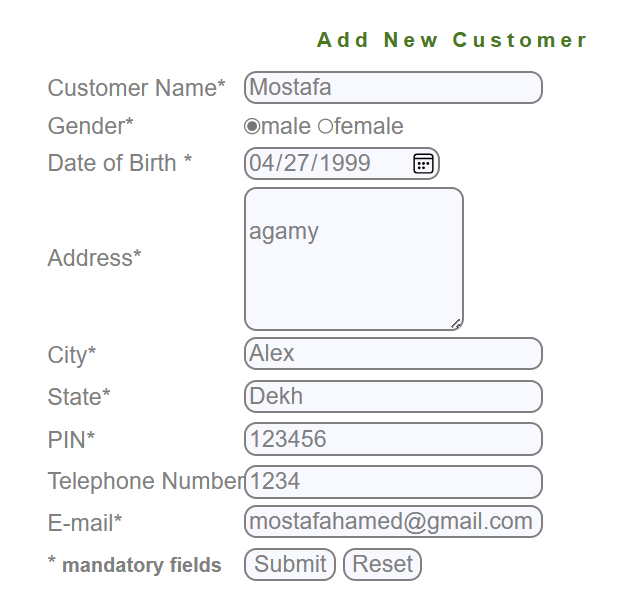 Add New Customer
Customer Name* Mostafa
Gender* male female
Date of Birth * 04/27/1999
Address* agamy
City* Alex
State* Dekh
PIN* 123456
Telephone Number 1234
E-mail* mostafahamed@gmail.com
* mandatory fields Submit Reset